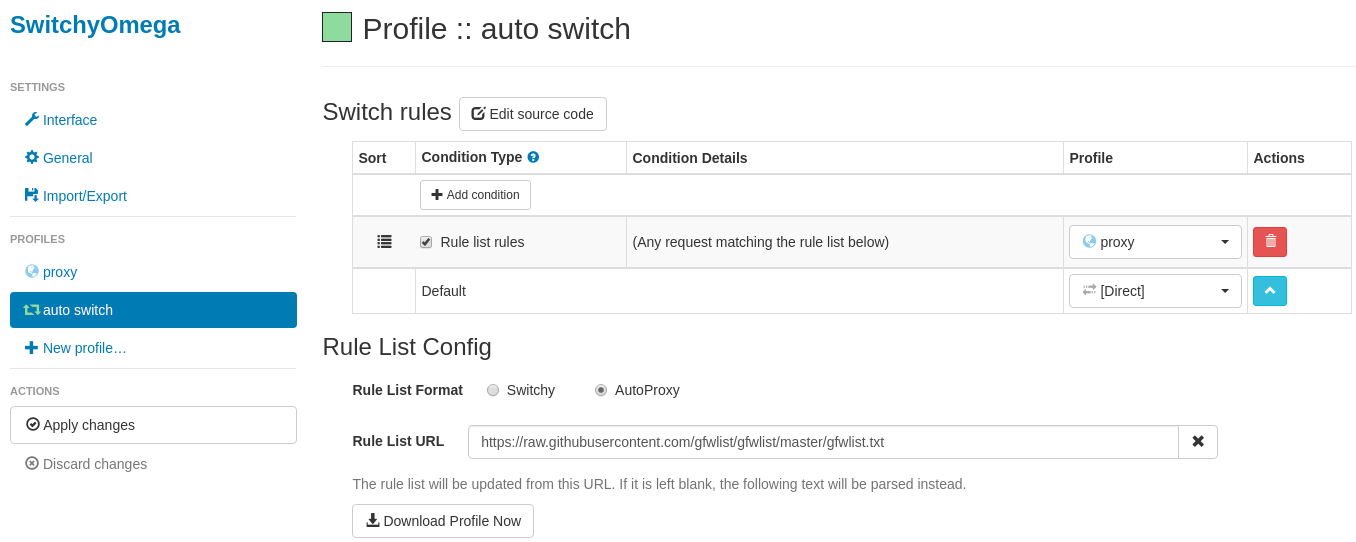 SwitchyOmega
SETTINGS
Interface
General
Import/Export
PROFILES
proxy
auto switch
New profile…
ACTIONS
Apply changes
Discard changes
Profile :: auto switch
Switch rules Edit source code
Sort Condition Type ? Condition Details Profile Actions
Add condition
Rule list rules (Any request matching the rule list below) proxy
Default [Direct]
Rule List Config
Rule List Format Switchy AutoProxy
Rule List URL https://raw.githubusercontent.com/gfwlist/gfwlist/master/gfwlist.txt
The rule list will be updated from this URL. If it is left blank, the following text will be parsed instead.
Download Profile Now